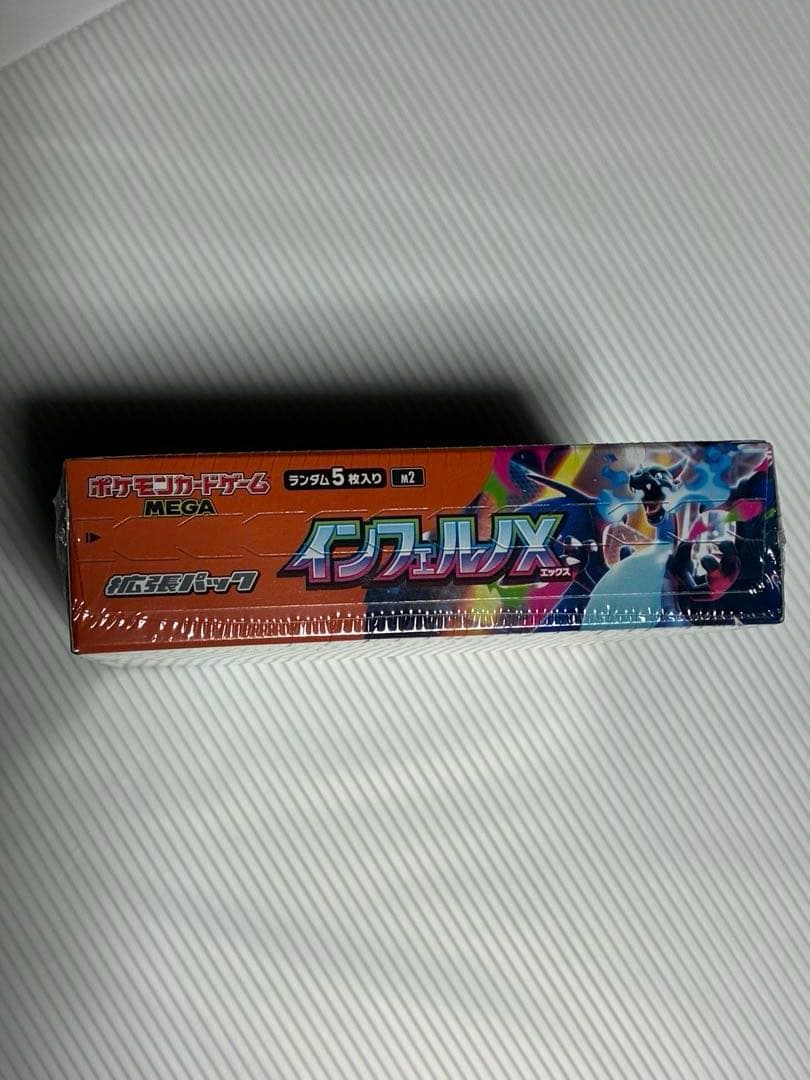 ポケモンカードゲーム
MEGA
ランダム5枚入り
M2
拡張パック
インフェルノX
エックス